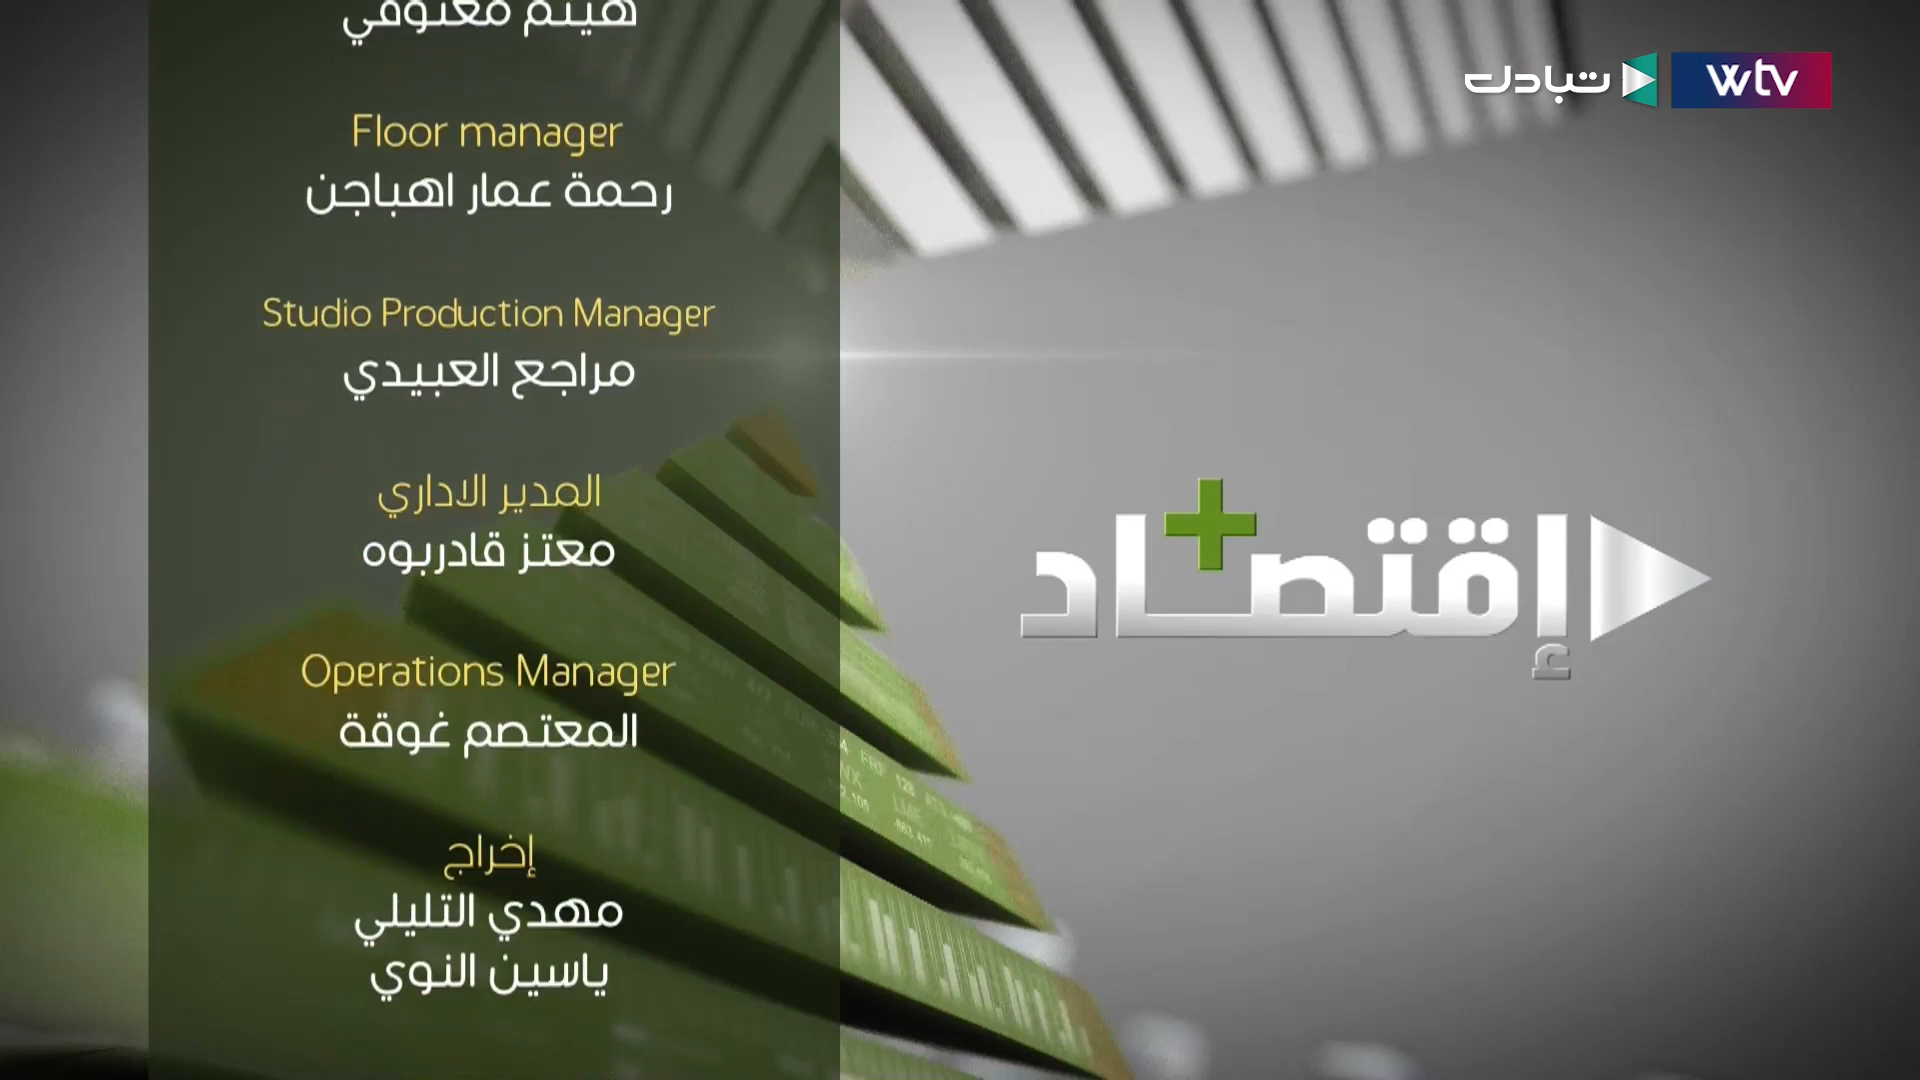 هيثم معتوقي
Floor manager
رحمة عمار اهباجن
Studio Production Manager
مراجع العبيدي
المدير الاداري
معتز قادربوه
Operations Manager
المعتصم غوقة
إخراج
مهدي التليلي
ياسين النوي
تبادل
wtv
إقتصاد+